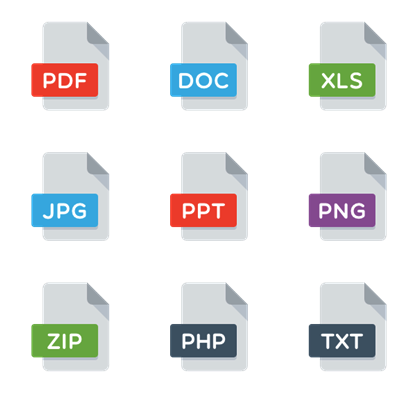 PDF DOC XLS
JPG PPT PNG
ZIP PHP TXT